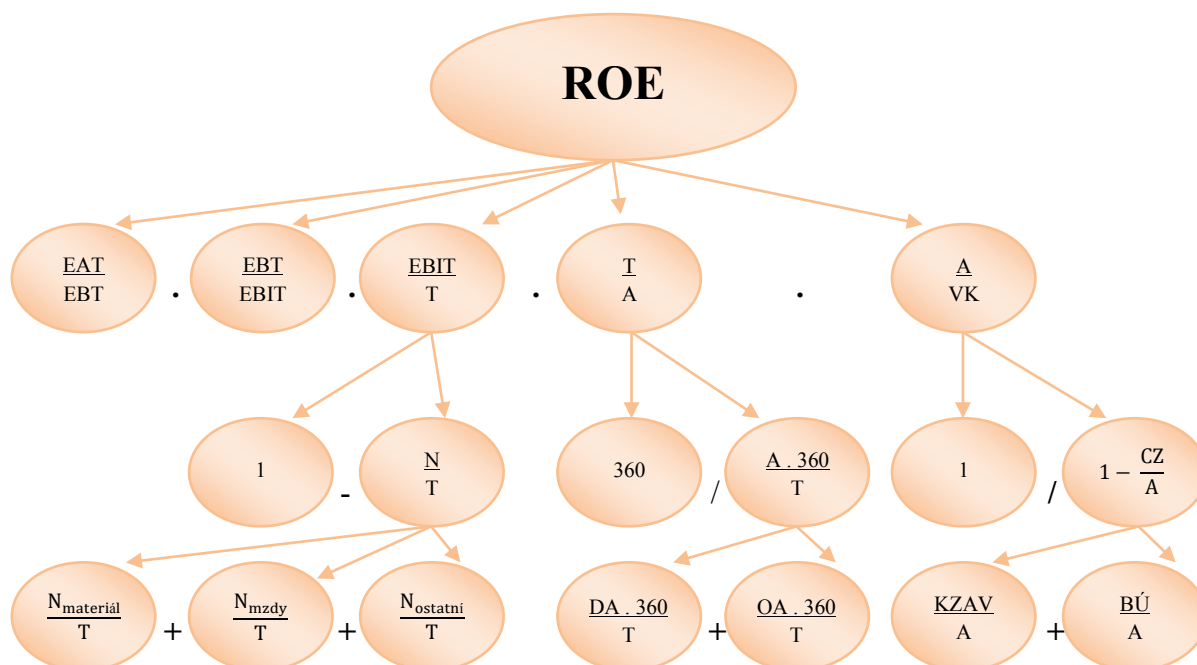 ROE
EAT
EBT
.
EBT
EBIT
.
EBIT
T
.
T
A
.
A
VK
1
-
N
T
360
/
A . 360
T
1
/
1 − CZ
A
N materiál
T
+
N mzdy
T
+
N ostatní
T
DA . 360
T
+
OA . 360
T
KZAV
A
+
BÚ
A